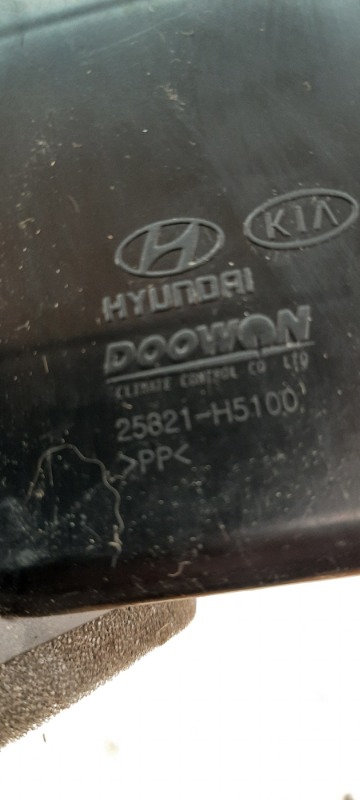 KIA
HYUNDAI
DOOWON
CLIMATE CONTROL CO LTD
25821-H5100
>PP<